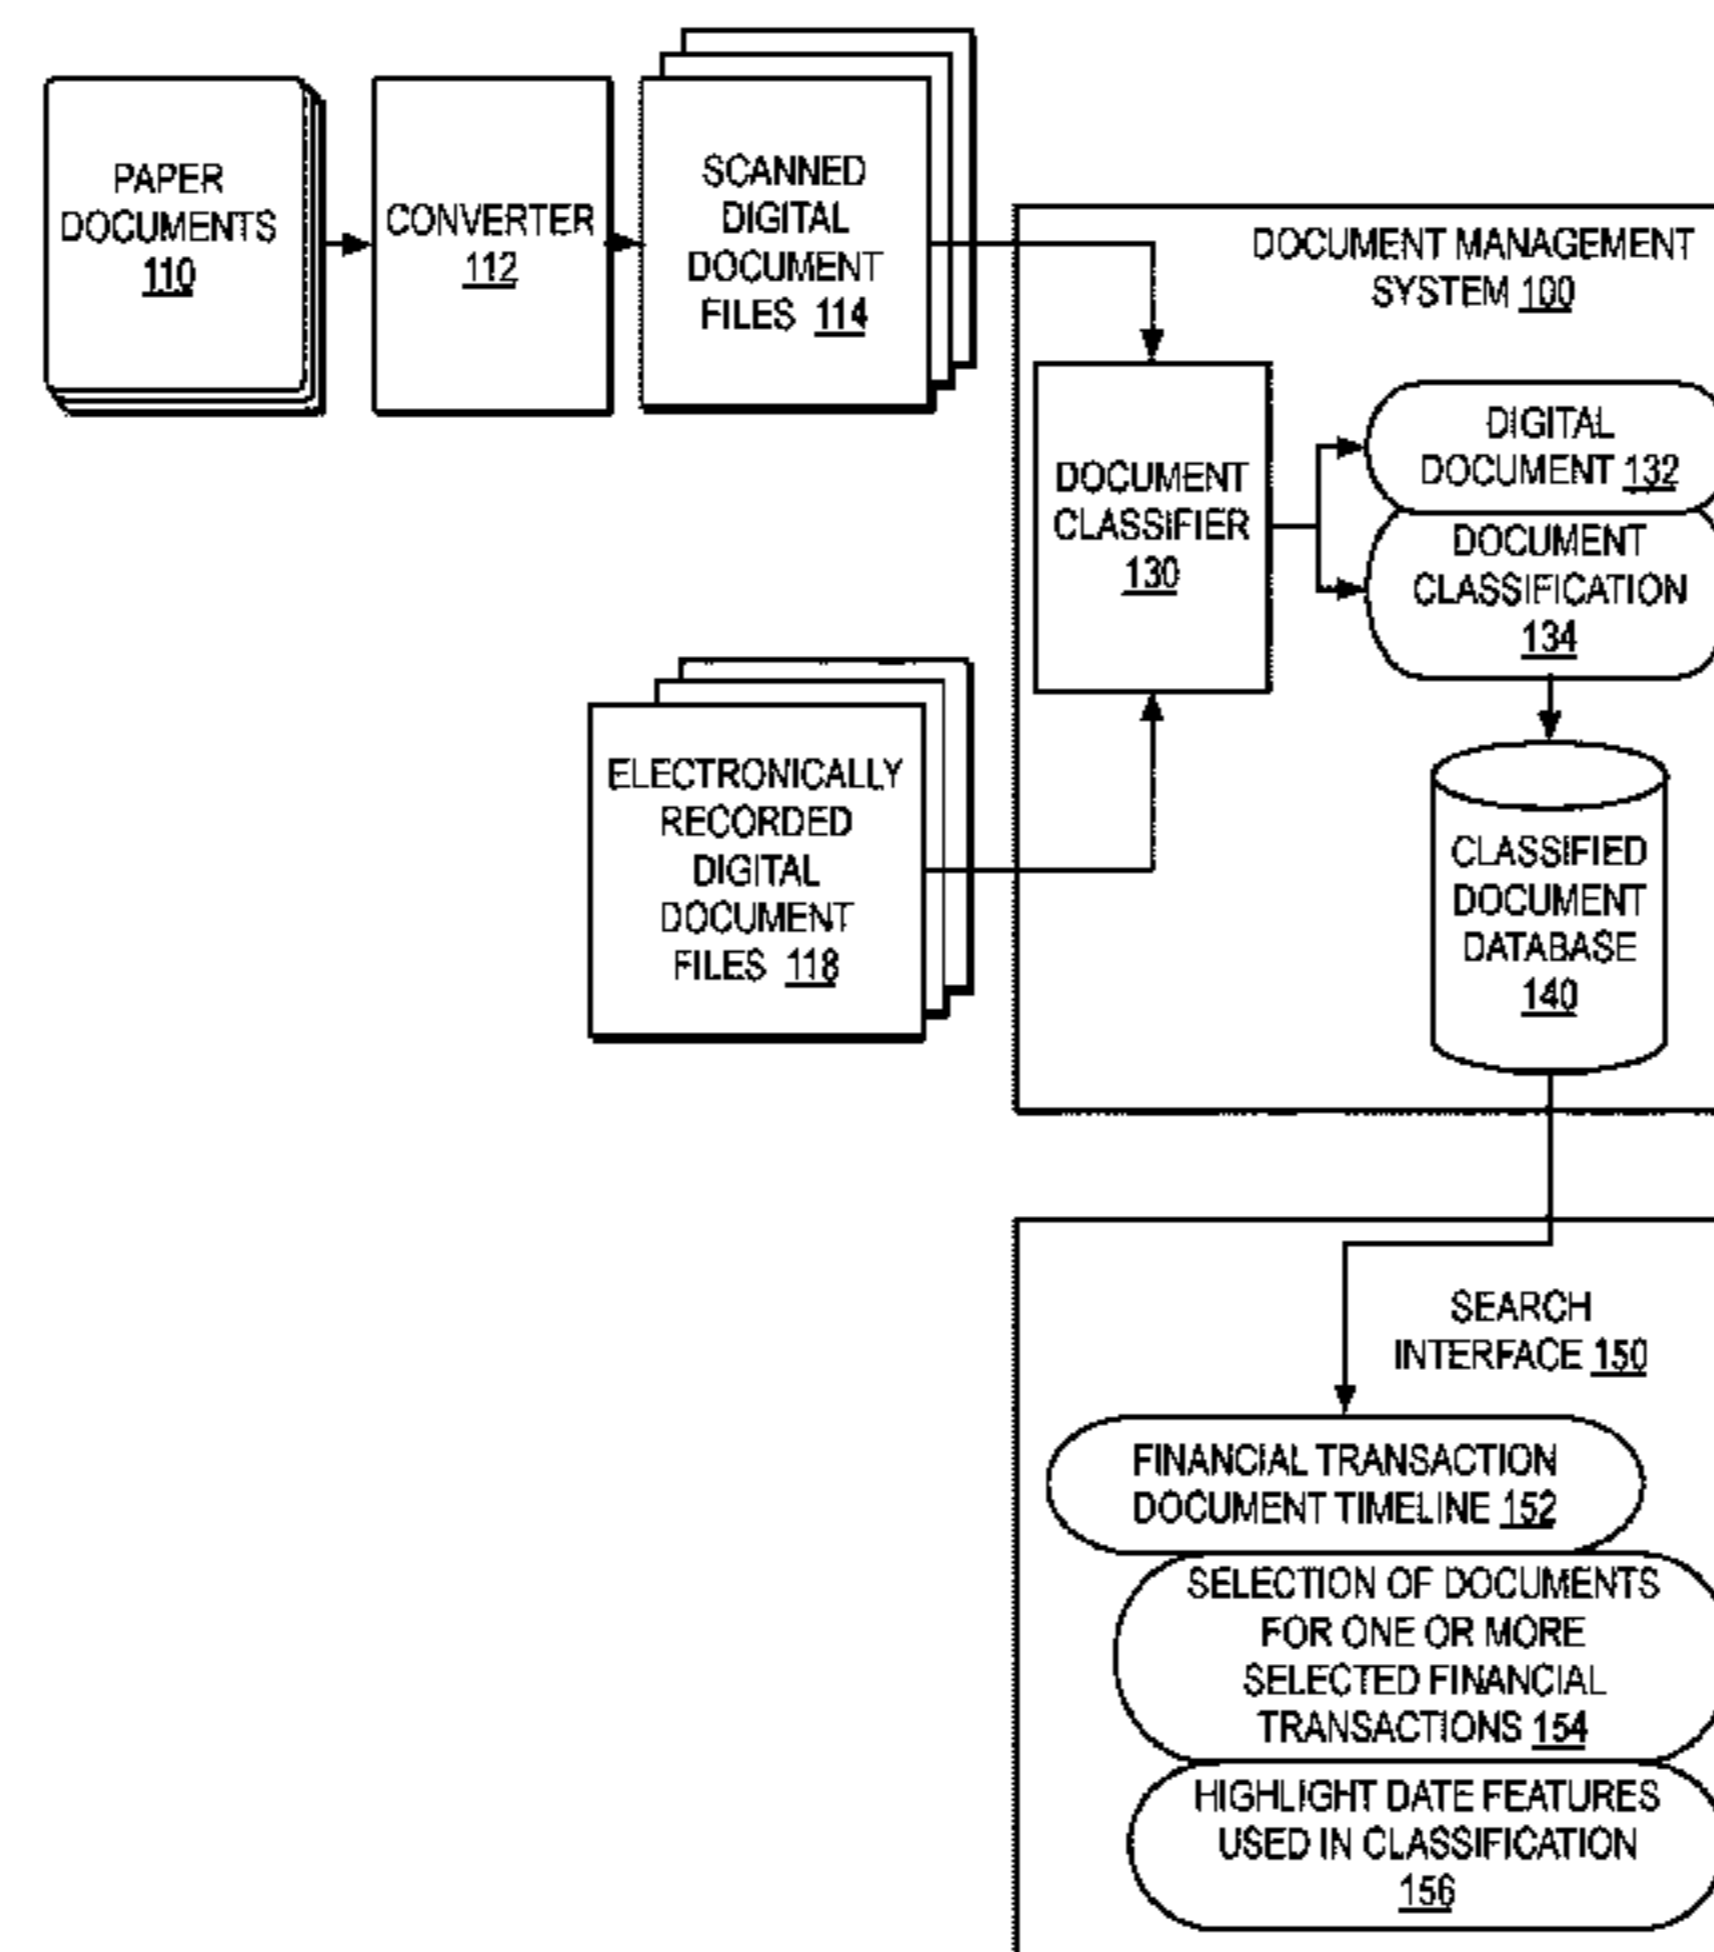 PAPER
DOCUMENTS
110
CONVERTER
112
SCANNED
DIGITAL
DOCUMENT
FILES 114
DOCUMENT MANAGEMENT
SYSTEM 100
DOCUMENT
CLASSIFIER
130
DIGITAL
DOCUMENT 132
DOCUMENT
CLASSIFICATION
134
ELECTRONICALLY
RECORDED
DIGITAL
DOCUMENT
FILES 118
CLASSIFIED
DOCUMENT
DATABASE
140
SEARCH
INTERFACE 150
FINANCIAL TRANSACTION
DOCUMENT TIMELINE 152
SELECTION OF DOCUMENTS
FOR ONE OR MORE
SELECTED FINANCIAL
TRANSACTIONS 154
HIGHLIGHT DATE FEATURES
USED IN CLASSIFICATION
156